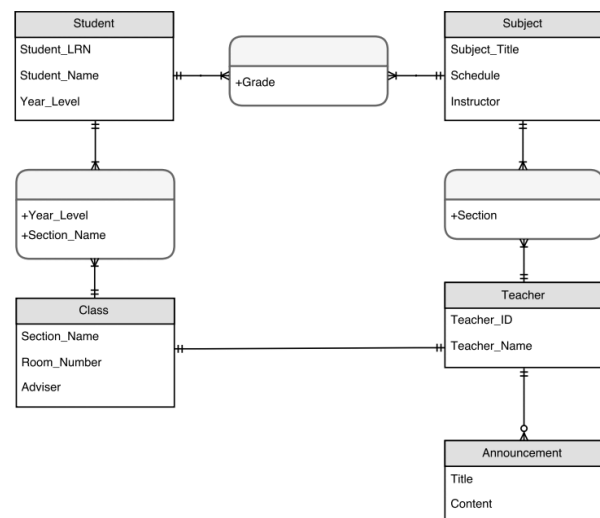 Student
Student_LRN
Student_Name
Year_Level
+Grade
Subject
Subject_Title
Schedule
Instructor
+Year_Level
+Section_Name
+Section
Class
Section_Name
Room_Number
Adviser
Teacher
Teacher_ID
Teacher_Name
Announcement
Title
Content